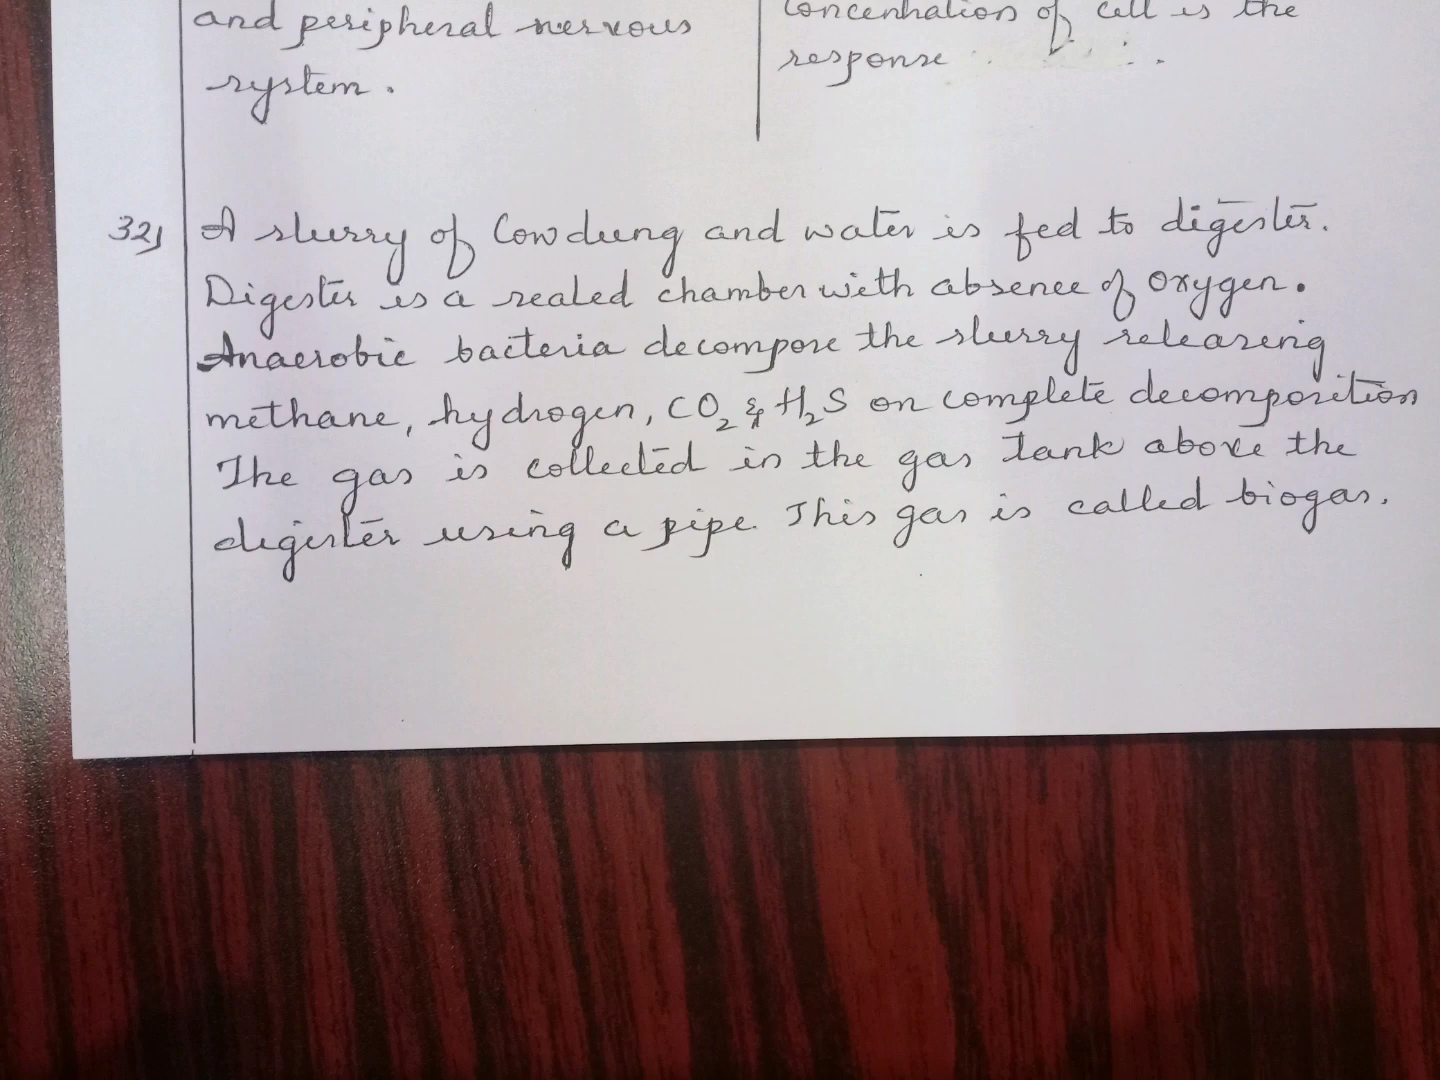 and peripheral nervous
system.
concentration of cell is the
response
32) A slurry of Cowdung and water is fed to digester.
Digester is a sealed chamber with absence of Oxygen.
Anaerobic bacteria decompose the slurry releasing
methane, hydrogen, CO₂ & H₂S on complete decomposition
The gas is collected in the gas tank above the
digester using a pipe. This gas is called biogas.